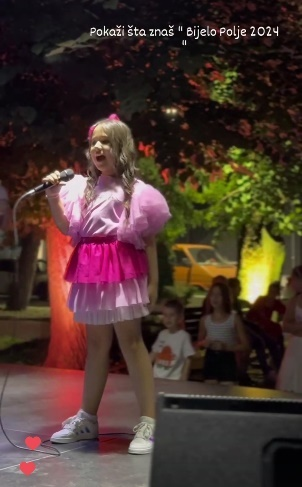 Pokaži šta znaš " Bijelo Polje 2024
"